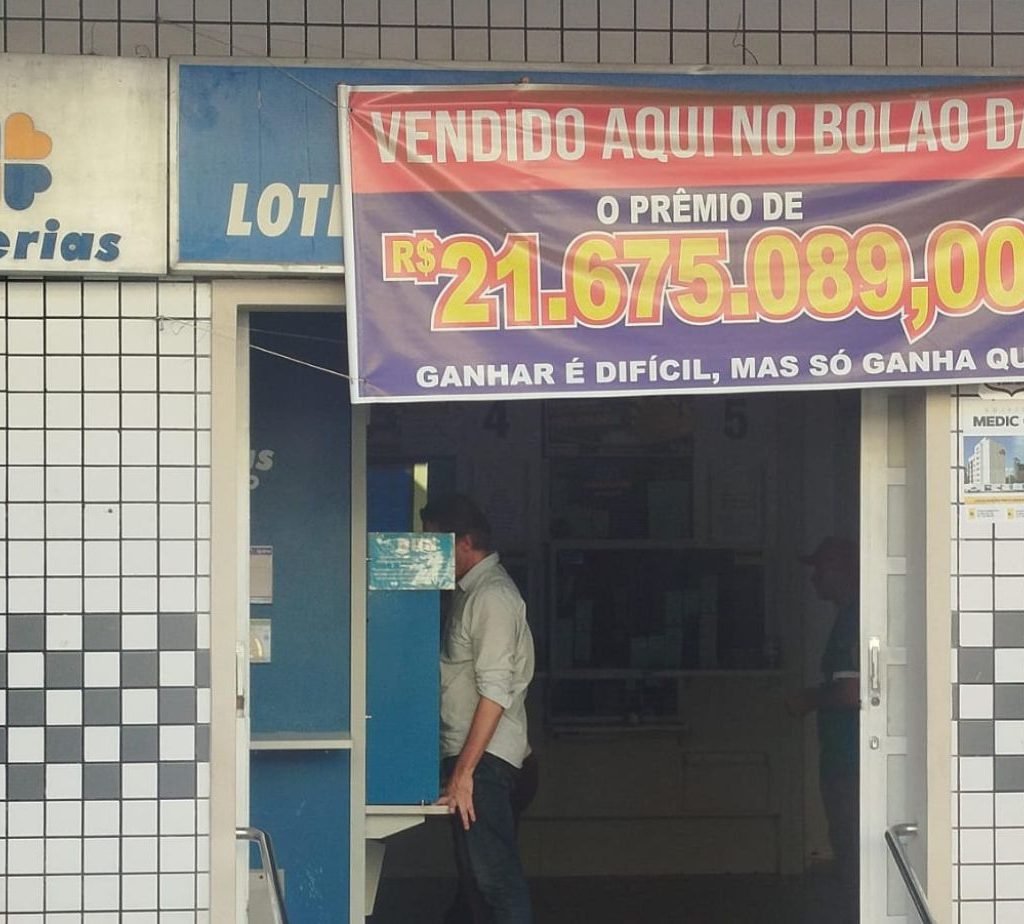 VENDIDO AQUI NO BOLAO DA
O PRÊMIO DE
R$ 21.675.089,00
GANHAR É DIFÍCIL, MAS SÓ GANHA QU
erias
LOTE
4
5
MEDIC